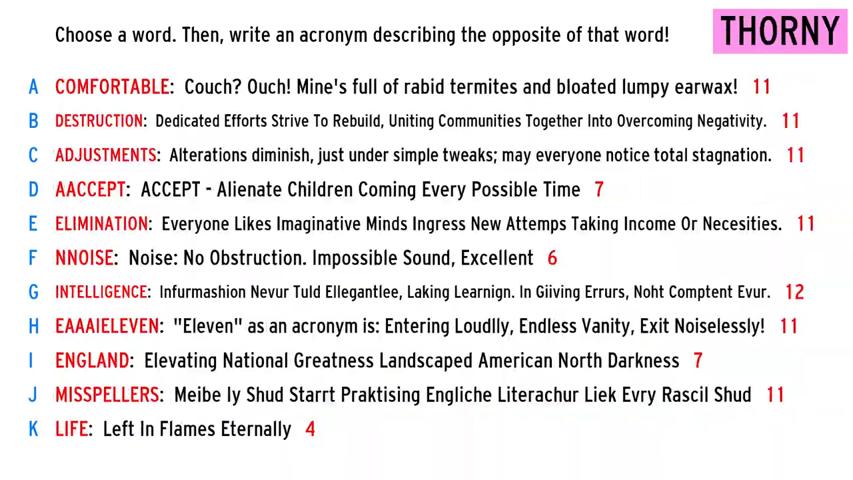 Choose a word. Then, write an acronym describing the opposite of that word!
THORNY
A COMFORTABLE: Couch? Ouch! Mine's full of rabid termites and bloated lumpy earwax! 11
B DESTRUCTION: Dedicated Efforts Strive To Rebuild, Uniting Communities Together Into Overcoming Negativity. 11
C ADJUSTMENTS: Alterations diminish, just under simple tweaks; may everyone notice total stagnation. 11
D AACCEPT: ACCEPT - Alienate Children Coming Every Possible Time 7
E ELIMINATION: Everyone Likes Imaginative Minds Ingress New Attemps Taking Income Or Necesities. 11
F NNOISE: Noise: No Obstruction. Impossible Sound, Excellent 6
G INTELLIGENCE: Infurmashion Nevur Tuld Ellegantlee, Laking Learnign. In Giiving Errurs, Noht Comptent Evur. 12
H EAAAIELEVEN: "Eleven" as an acronym is: Entering Loudlly, Endless Vanity, Exit Noiselessly! 11
I ENGLAND: Elevating National Greatness Landscaped American North Darkness 7
J MISSPELLERS: Meibe Iy Shud Starrt Praktising Engliche Literachur Liek Evry Rascil Shud 11
K LIFE: Left In Flames Eternally 4